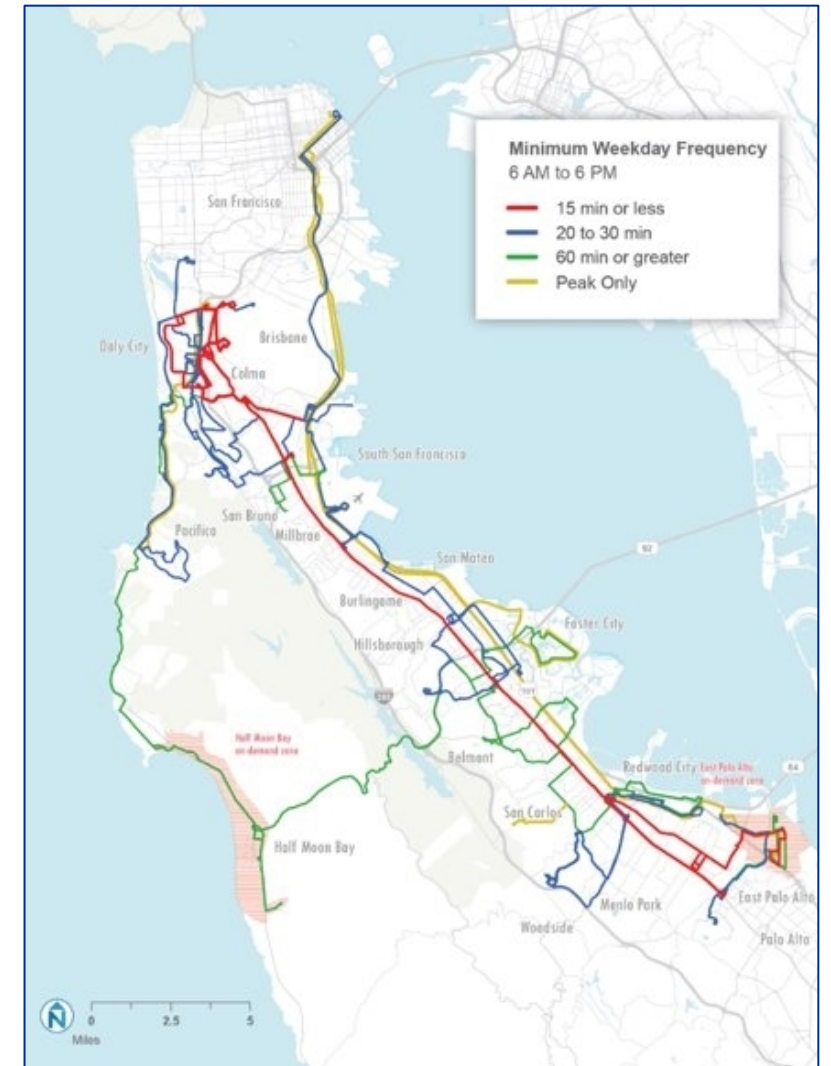 Minimum Weekday Frequency
6 AM to 6 PM
15 min or less
20 to 30 min
60 min or greater
Peak Only
San Francisco
Daly City
Brisbane
Colma
South San Francisco
San Bruno
Pacifica
Millbrae
San Mateo
92
Burlingame
Foster City
Hillsborough
101
280
Half Moon Bay
on-demand zone
Belmont
Redwood City
East Palo Alto
on-demand zone
84
San Carlos
Half Moon Bay
Menlo Park
East Palo Alto
Woodside
Palo Alto
N
0
2.5
5
Miles